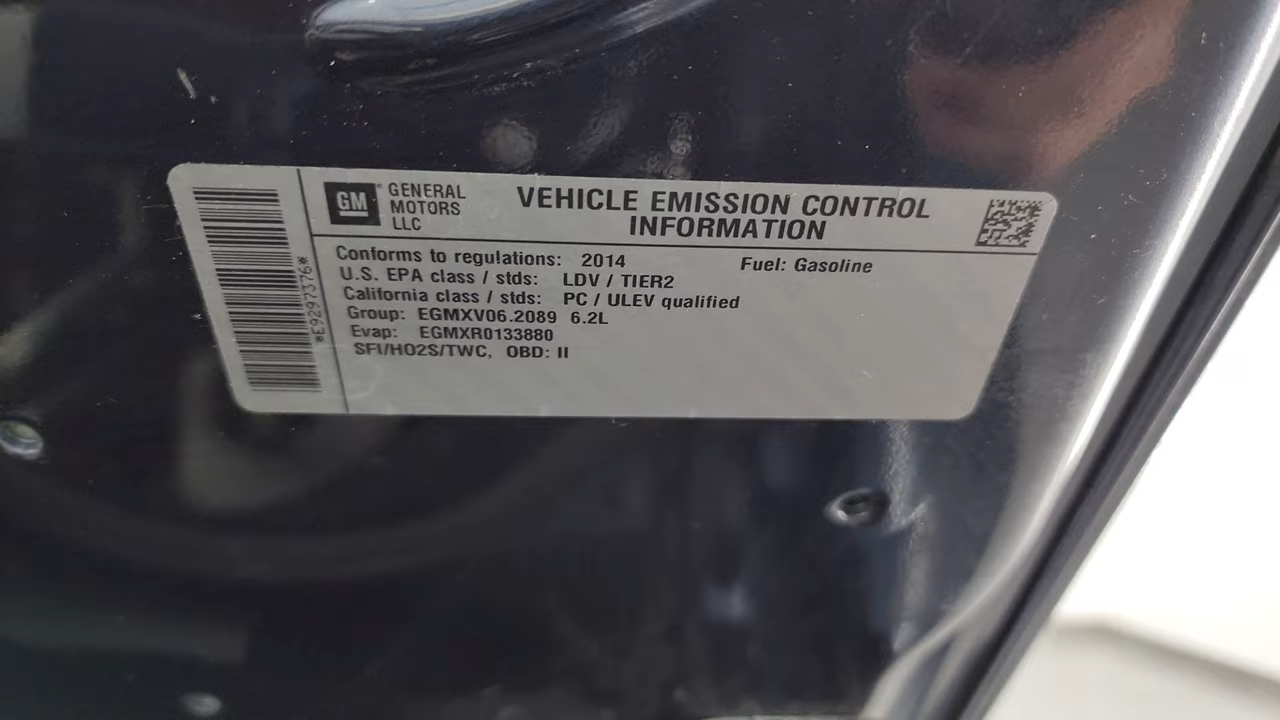 GM
GENERAL
MOTORS
LLC
VEHICLE EMISSION CONTROL
INFORMATION
Conforms to regulations: 2014 Fuel: Gasoline
U.S. EPA class / stds: LDV / TIER2
California class / stds: PC / ULEV qualified
Group: EGMXV06.2089 6.2L
Evap: EGMXR0133880
SFI/HO2S/TWC, OBD: II
*E9297376*